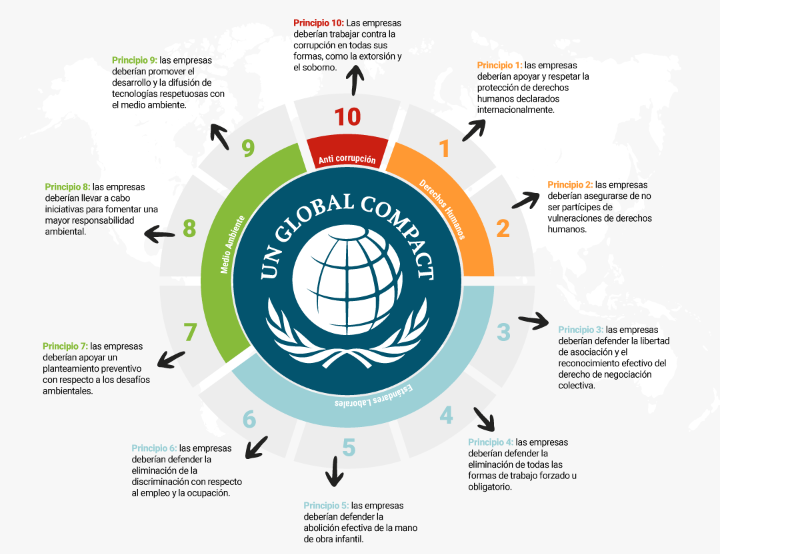 Principio 10: Las empresas
deberían trabajar contra la
corrupción en todas sus
formas, como la extorsión y
el soborno.
Principio 9: las empresas
deberían promover el
desarrollo y la difusión de
tecnologías respetuosas con
el medio ambiente.
Principio 1: las empresas
deberían apoyar y respetar la
protección de derechos
humanos declarados
internacionalmente.
10
9
1
Anti corrupción
Derechos Humanos
Principio 8: las empresas
deberían llevar a cabo
iniciativas para fomentar una
mayor responsabilidad
ambiental.
Principio 2: las empresas
deberían asegurarse de no
ser partícipes de
vulneraciones de derechos
humanos.
8
2
Medio Ambiente
UN GLOBAL COMPACT
7
3
Principio 7: las empresas
deberían apoyar un
planteamiento preventivo
con respecto a los desafíos
ambientales.
Principio 3: las empresas
deberían defender la libertad
de asociación y el
reconocimiento efectivo del
derecho de negociación
colectiva.
Estándares Laborales
6
4
5
Principio 6: las empresas
deberían defender la
eliminación de la
discriminación con respecto
al empleo y la ocupación.
Principio 4: las empresas
deberían defender la
eliminación de todas las
formas de trabajo forzado u
obligatorio.
Principio 5: las empresas
deberían defender la
abolición efectiva de la mano
de obra infantil.